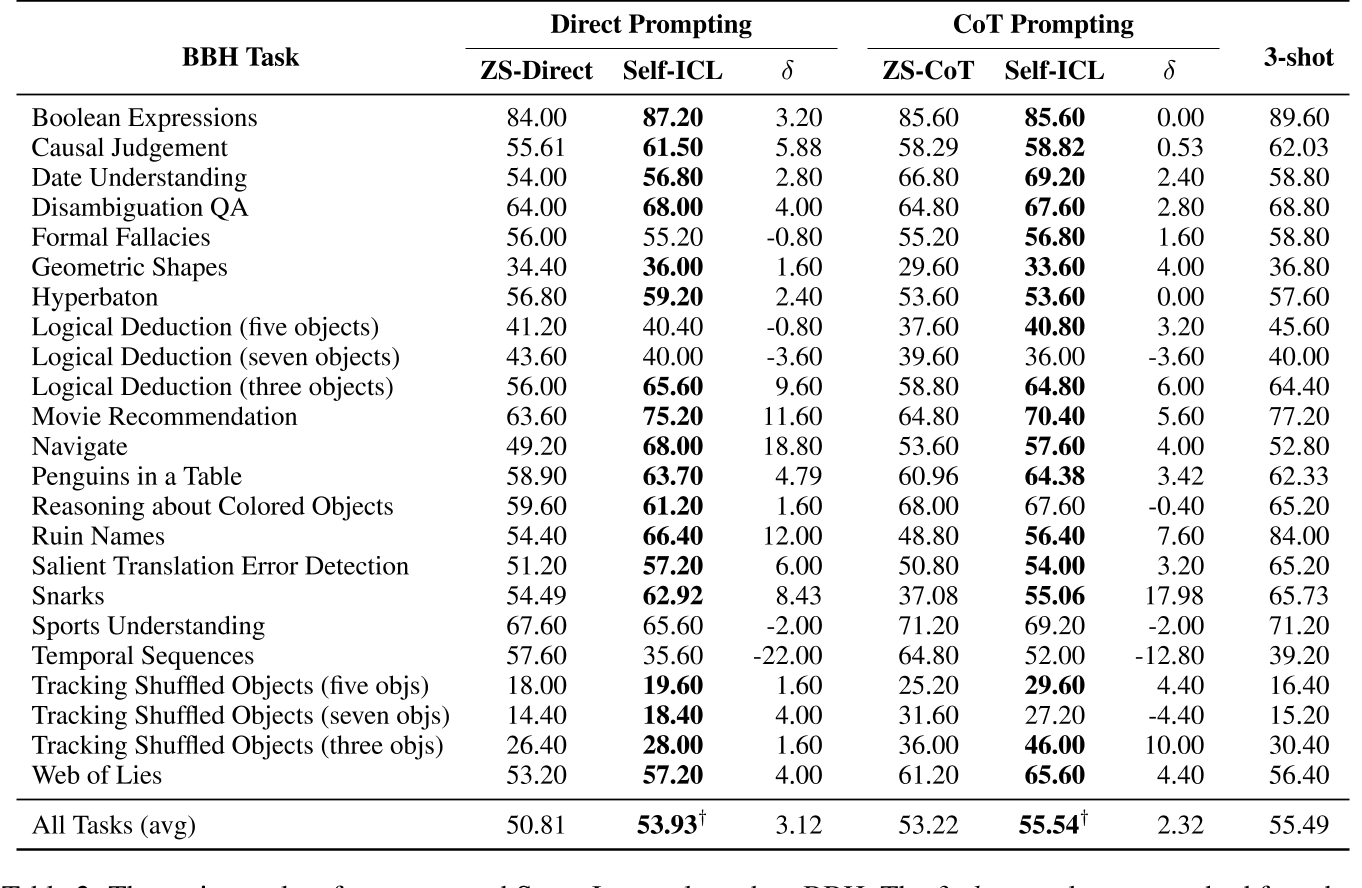 Direct Prompting CoT Prompting
BBH Task 3-shot
ZS-Direct Self-ICL δ ZS-CoT Self-ICL δ
Boolean Expressions 84.00 87.20 3.20 85.60 85.60 0.00 89.60
Causal Judgement 55.61 61.50 5.88 58.29 58.82 0.53 62.03
Date Understanding 54.00 56.80 2.80 66.80 69.20 2.40 58.80
Disambiguation QA 64.00 68.00 4.00 64.80 67.60 2.80 68.80
Formal Fallacies 56.00 55.20 -0.80 55.20 56.80 1.60 58.80
Geometric Shapes 34.40 36.00 1.60 29.60 33.60 4.00 36.80
Hyperbaton 56.80 59.20 2.40 53.60 53.60 0.00 57.60
Logical Deduction (five objects) 41.20 40.40 -0.80 37.60 40.80 3.20 45.60
Logical Deduction (seven objects) 43.60 40.00 -3.60 39.60 36.00 -3.60 40.00
Logical Deduction (three objects) 56.00 65.60 9.60 58.80 64.80 6.00 64.40
Movie Recommendation 63.60 75.20 11.60 64.80 70.40 5.60 77.20
Navigate 49.20 68.00 18.80 53.60 57.60 4.00 52.80
Penguins in a Table 58.90 63.70 4.79 60.96 64.38 3.42 62.33
Reasoning about Colored Objects 59.60 61.20 1.60 68.00 67.60 -0.40 65.20
Ruin Names 54.40 66.40 12.00 48.80 56.40 7.60 84.00
Salient Translation Error Detection 51.20 57.20 6.00 50.80 54.00 3.20 65.20
Snarks 54.49 62.92 8.43 37.08 55.06 17.98 65.73
Sports Understanding 67.60 65.60 -2.00 71.20 69.20 -2.00 71.20
Temporal Sequences 57.60 35.60 -22.00 64.80 52.00 -12.80 39.20
Tracking Shuffled Objects (five objs) 18.00 19.60 1.60 25.20 29.60 4.40 16.40
Tracking Shuffled Objects (seven objs) 14.40 18.40 4.00 31.60 27.20 -4.40 15.20
Tracking Shuffled Objects (three objs) 26.40 28.00 1.60 36.00 46.00 10.00 30.40
Web of Lies 53.20 57.20 4.00 61.20 65.60 4.40 56.40
All Tasks (avg) 50.81 53.93† 3.12 53.22 55.54† 2.32 55.49